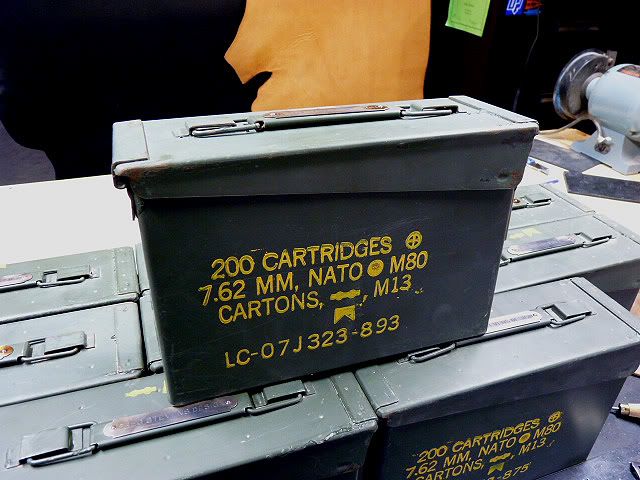 200 CARTRIDGES
7.62 MM, NATO M80
CARTONS, , M13
LC-07J323-893
200 CARTRIDGES
7.62 MM, NATO M80
CARTONS, , M13
-875